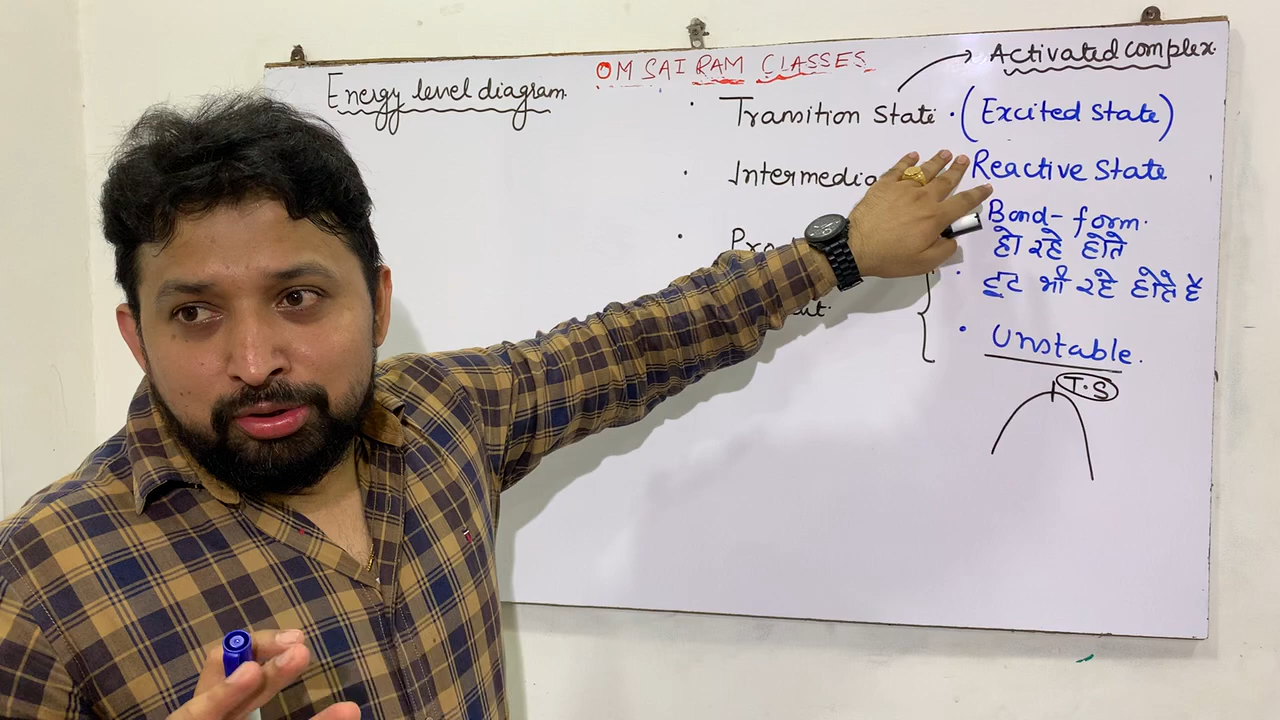 OM SAI RAM CLASSES
Energy level diagram
Activated complex.
Transition State. (Excited State)
Reactive State
Bond- form.
हो रहे होते
टूट भी रहे होते हैं
Unstable.
T.S